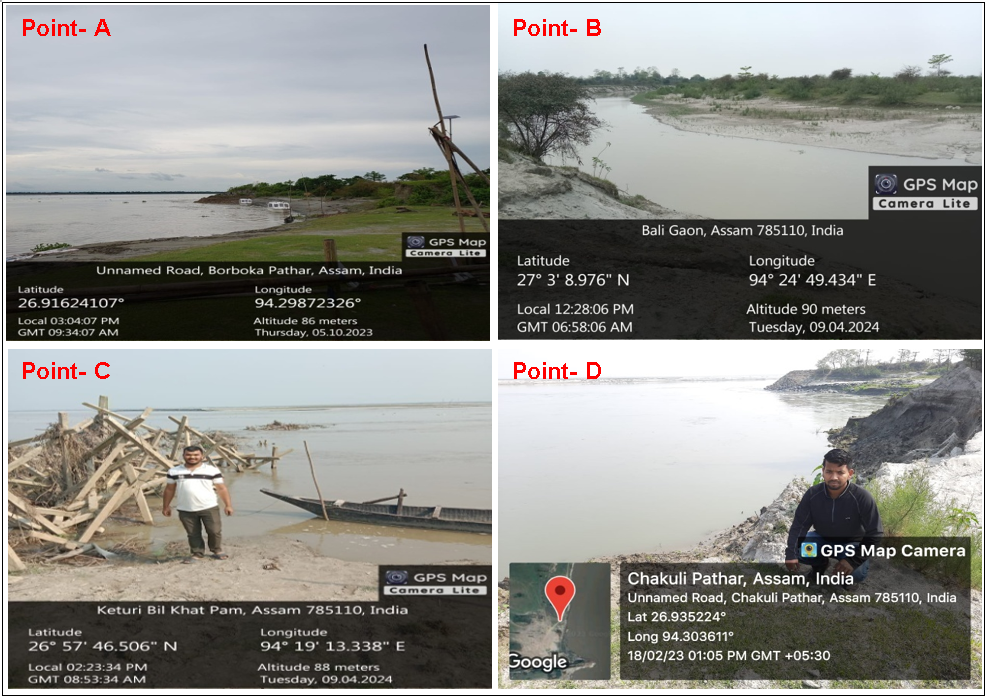 Point- A
GPS Map
Camera Lite
Unnamed Road, Borboka Pathar, Assam, India
Latitude
26.91624107°
Longitude
94.29872326°
Local 03:04:07 PM
GMT 09:34:07 AM
Altitude 86 meters
Thursday, 05.10.2023
Point- B
GPS Map
Camera Lite
Bali Gaon, Assam 785110, India
Latitude
27° 3' 8.976" N
Longitude
94° 24' 49.434" E
Local 12:28:06 PM
GMT 06:58:06 AM
Altitude 90 meters
Tuesday, 09.04.2024
Point- C
GPS Map
Camera Lite
Keturi Bil Khat Pam, Assam 785110, India
Latitude
26° 57' 46.506" N
Longitude
94° 19' 13.338" E
Local 02:23:34 PM
GMT 08:53:34 AM
Altitude 88 meters
Tuesday, 09.04.2024
Point- D
GPS Map Camera
Google
Chakuli Pathar, Assam, India
Unnamed Road, Chakuli Pathar, Assam 785110, India
Lat 26.935224°
Long 94.303611°
18/02/23 01:05 PM GMT +05:30